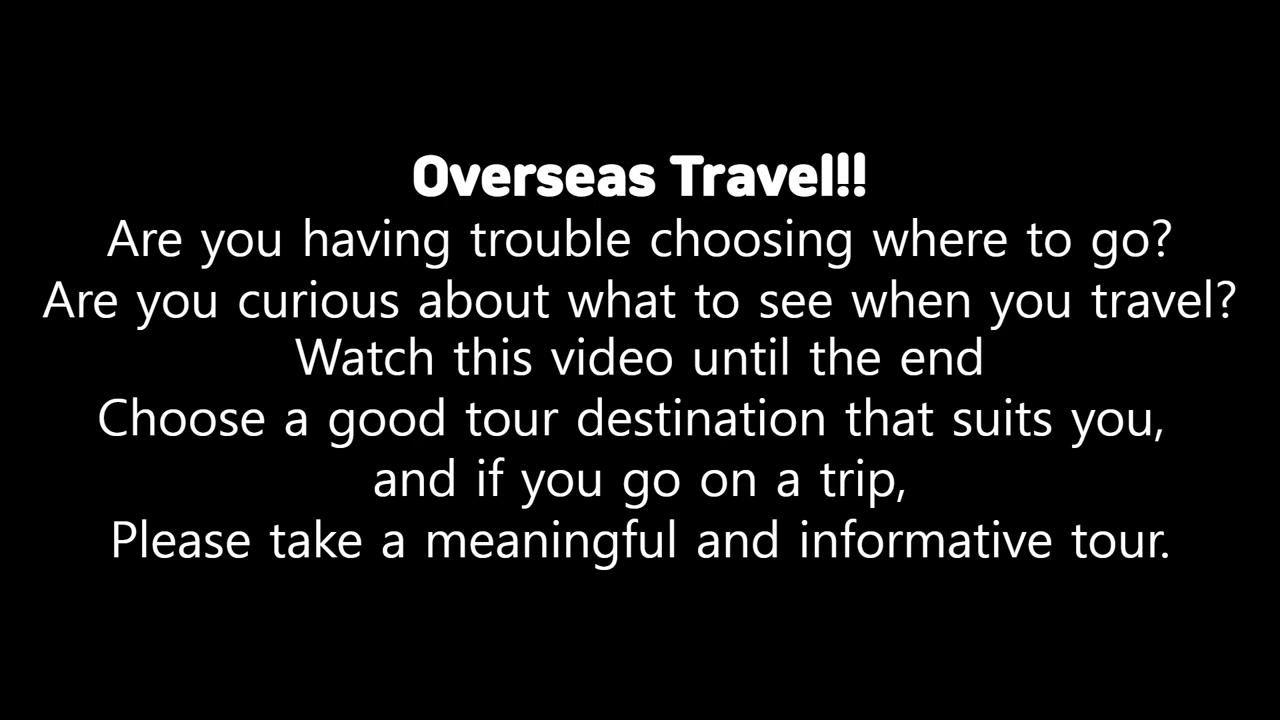 Overseas Travel!!
Are you having trouble choosing where to go?
Are you curious about what to see when you travel?
Watch this video until the end
Choose a good tour destination that suits you,
and if you go on a trip,
Please take a meaningful and informative tour.